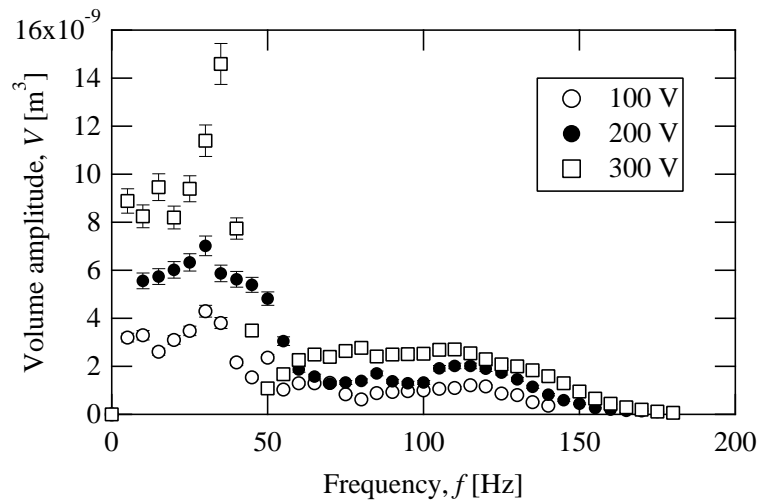 16x10⁻⁹
14
12
10
8
6
4
2
0
Volume amplitude, V [m³]
100 V
200 V
300 V
0
50
100
150
200
Frequency, f [Hz]